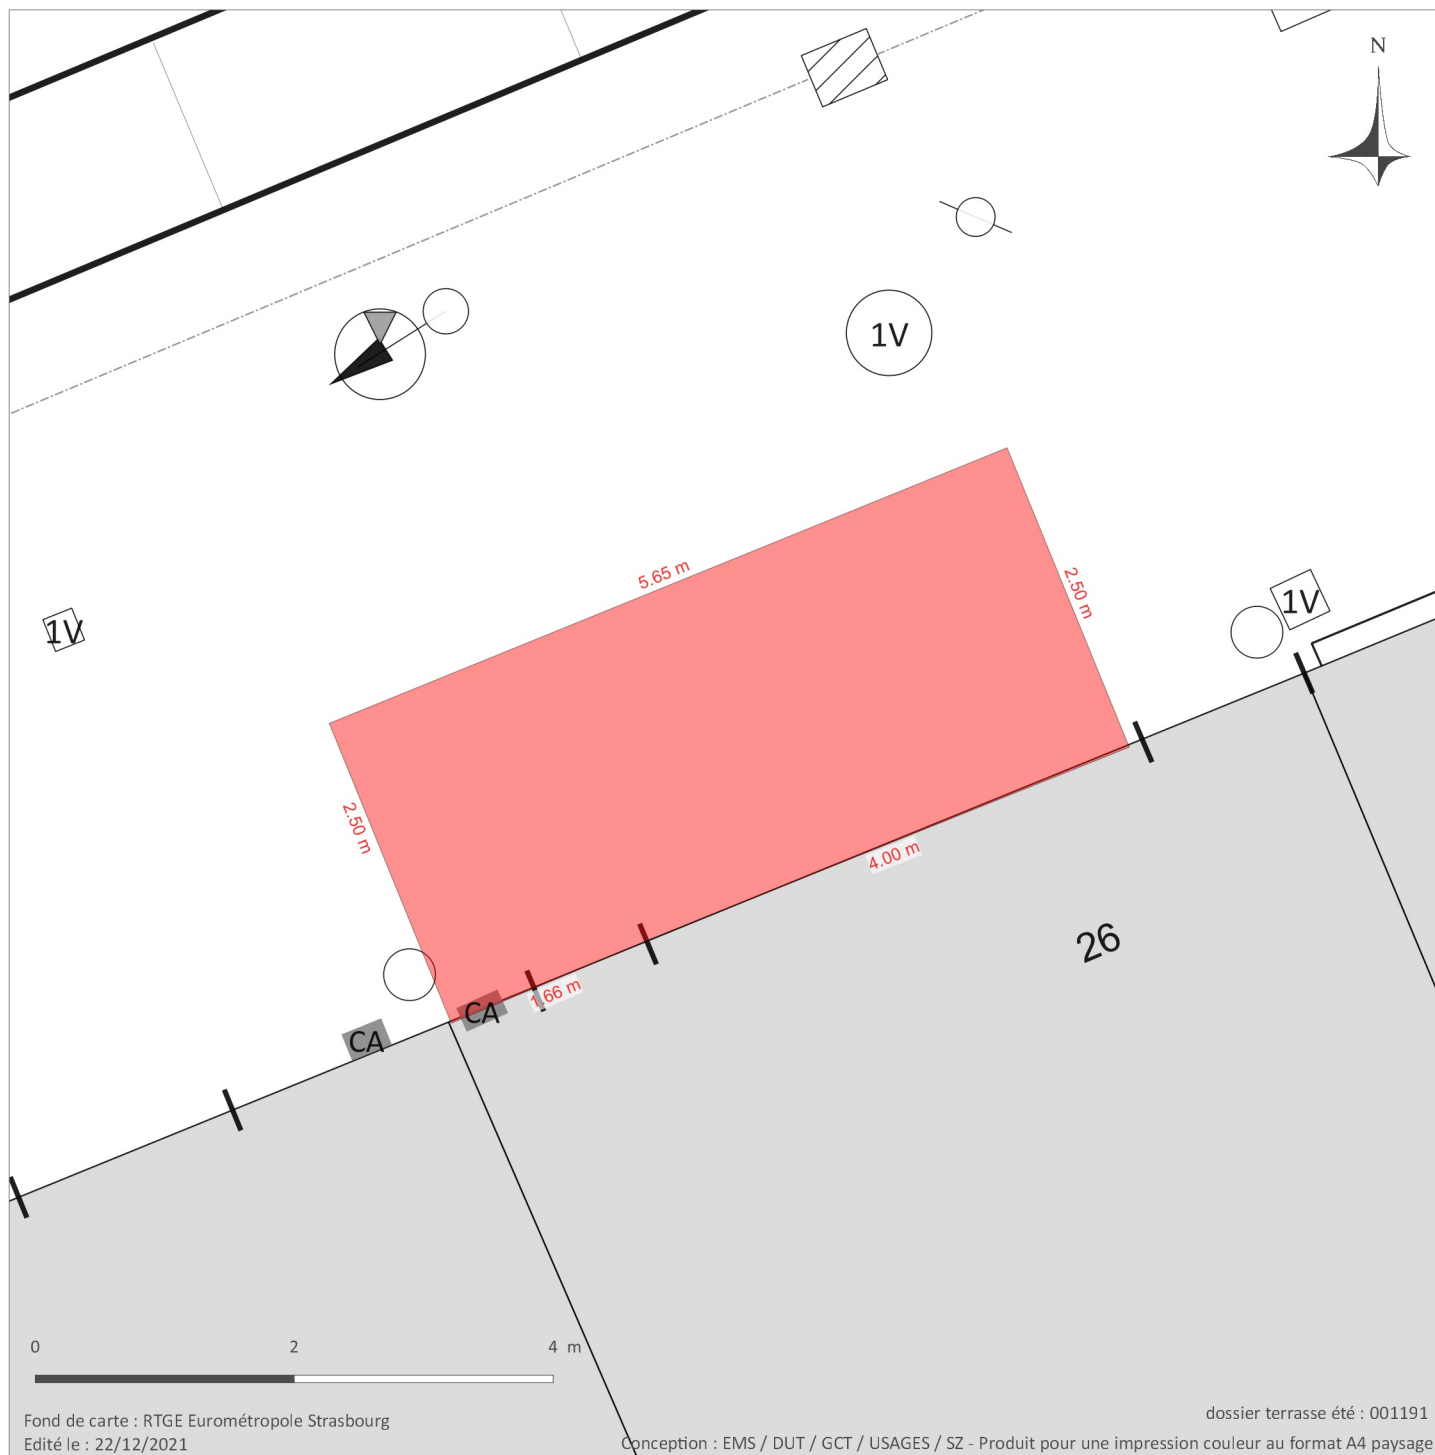 N
1V
5.65 m
2.50 m
1V
1V
2.50 m
4.00 m
26
1.66 m
CA
CA
0 2 4 m
Fond de carte : RTGE Eurométropole Strasbourg
Edité le : 22/12/2021
dossier terrasse été : 001191
Conception : EMS / DUT / GCT / USAGES / SZ - Produit pour une impression couleur au format A4 paysage